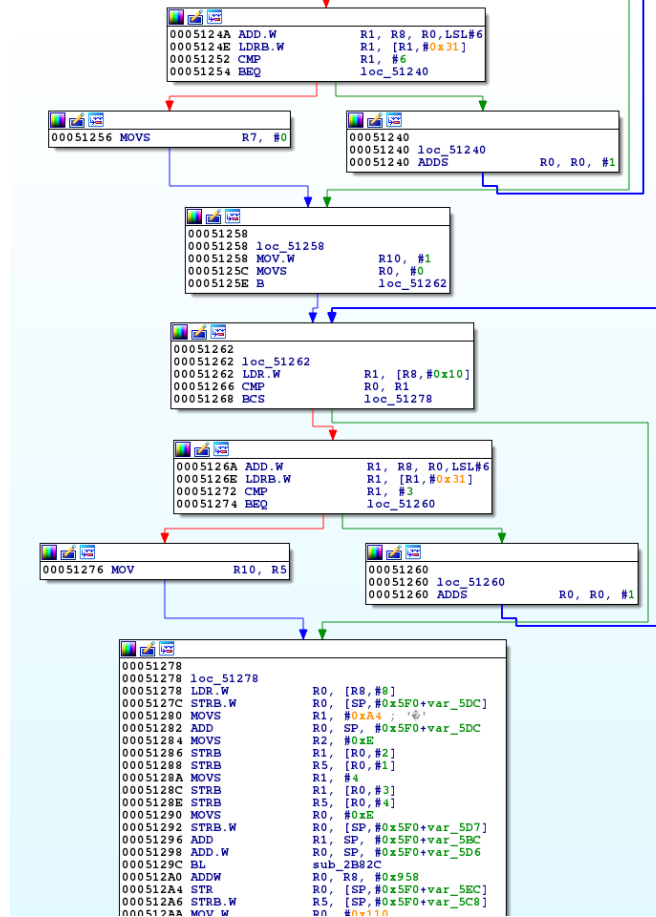 0005124A ADD.W R1, R8, R0,LSL#6
0005124E LDRB.W R1, [R1,#0x31]
00051252 CMP R1, #6
00051254 BEQ loc_51240
00051256 MOVS R7, #0
00051240
00051240 loc_51240
00051240 ADDS R0, R0, #1
00051258
00051258 loc_51258
00051258 MOV.W R10, #1
0005125C MOVS R0, #0
0005125E B loc_51262
00051262
00051262 loc_51262
00051262 LDR.W R1, [R8,#0x10]
00051266 CMP R0, R1
00051268 BCS loc_51278
0005126A ADD.W R1, R8, R0,LSL#6
0005126E LDRB.W R1, [R1,#0x31]
00051272 CMP R1, #3
00051274 BEQ loc_51260
00051276 MOV R10, R5
00051260
00051260 loc_51260
00051260 ADDS R0, R0, #1
00051278
00051278 loc_51278
00051278 LDR.W R0, [R8,#8]
0005127C STRB.W R0, [SP,#0x5F0+var_5DC]
00051280 MOVS R1, #0xA4 ; '�'
00051282 ADD R0, SP, #0x5F0+var_5DC
00051284 MOVS R2, #0xE
00051286 STRB R1, [R0,#2]
00051288 STRB R5, [R0,#1]
0005128A MOVS R1, #4
0005128C STRB R1, [R0,#3]
0005128E STRB R5, [R0,#4]
00051290 MOVS R0, #0xE
00051292 STRB.W R0, [SP,#0x5F0+var_5D7]
00051296 ADD R1, SP, #0x5F0+var_5BC
00051298 ADD.W R0, SP, #0x5F0+var_5D6
0005129C BL sub_2B82C
000512A0 ADDW R0, R8, #0x958
000512A4 STR R0, [SP,#0x5F0+var_5EC]
000512A6 STRB.W R5, [SP,#0x5F0+var_5C8]
000512AA MOV.W R0, #0x110